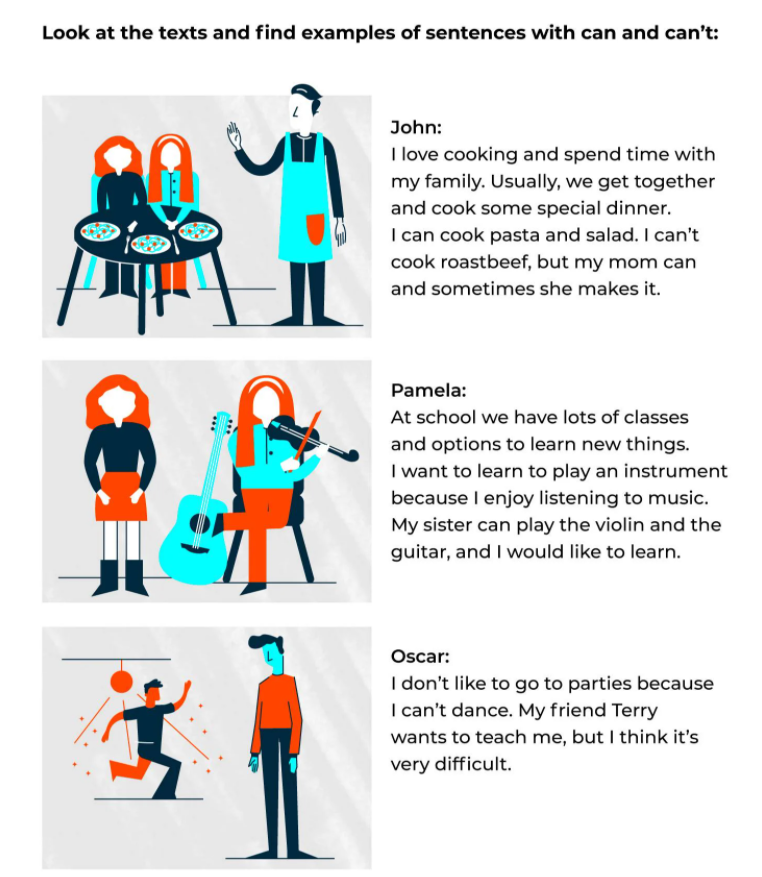 Look at the texts and find examples of sentences with can and can’t:
John:
I love cooking and spend time with
my family. Usually, we get together
and cook some special dinner.
I can cook pasta and salad. I can’t
cook roastbeef, but my mom can
and sometimes she makes it.
Pamela:
At school we have lots of classes
and options to learn new things.
I want to learn to play an instrument
because I enjoy listening to music.
My sister can play the violin and the
guitar, and I would like to learn.
Oscar:
I don’t like to go to parties because
I can’t dance. My friend Terry
wants to teach me, but I think it’s
very difficult.